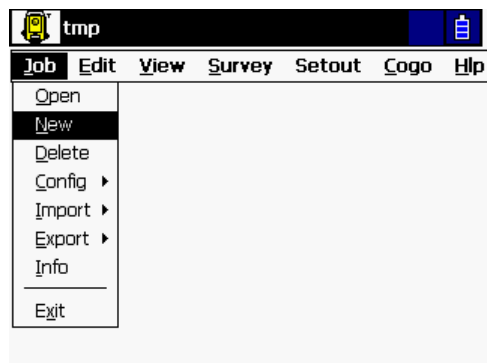 tmp
Job Edit View Survey Setout Cogo Hlp
Open
New
Delete
Config
Import
Export
Info
Exit